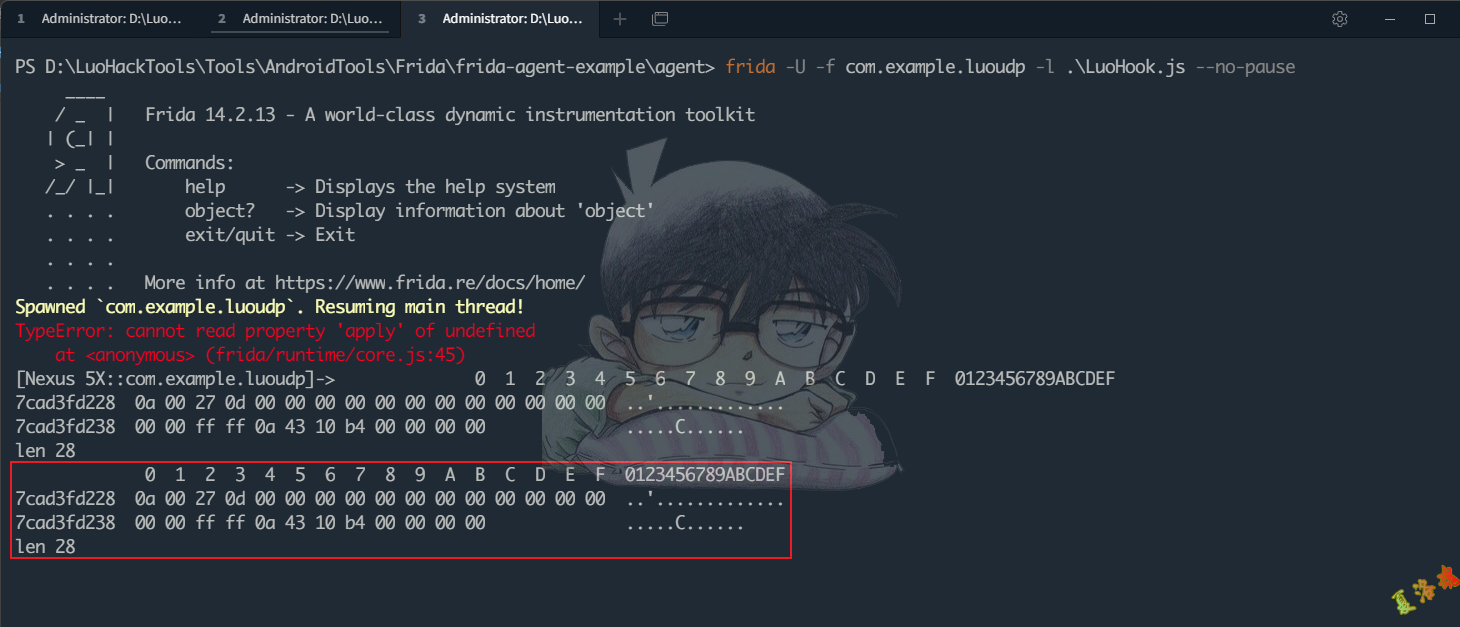 1 Administrator: D:\Luo... 2 Administrator: D:\Luo... 3 Administrator: D:\Luo...
PS D:\LuoHackTools\Tools\AndroidTools\Frida\frida-agent-example\agent> frida -U -f com.example.luoudp -l .\LuoHook.js --no-pause
     ____
    / _  |   Frida 14.2.13 - A world-class dynamic instrumentation toolkit
   | (_| |
    > _  |   Commands:
   /_/ |_|       help      -> Displays the help system
   . . . .       object?   -> Display information about 'object'
   . . . .       exit/quit -> Exit
   . . . .
   . . . .   More info at https://www.frida.re/docs/home/
Spawned `com.example.luoudp`. Resuming main thread!
TypeError: cannot read property 'apply' of undefined
    at <anonymous> (frida/runtime/core.js:45)
[Nexus 5X::com.example.luoudp]->              0  1  2  3  4  5  6  7  8  9  A  B  C  D  E  F  0123456789ABCDEF
7cad3fd228  0a 00 27 0d 00 00 00 00 00 00 00 00 00 00 00 00  ..'.............
7cad3fd238  00 00 ff ff 0a 43 10 b4 00 00 00 00              .....C......
len 28
             0  1  2  3  4  5  6  7  8  9  A  B  C  D  E  F  0123456789ABCDEF
7cad3fd228  0a 00 27 0d 00 00 00 00 00 00 00 00 00 00 00 00  ..'.............
7cad3fd238  00 00 ff ff 0a 43 10 b4 00 00 00 00              .....C......
len 28
夏洛